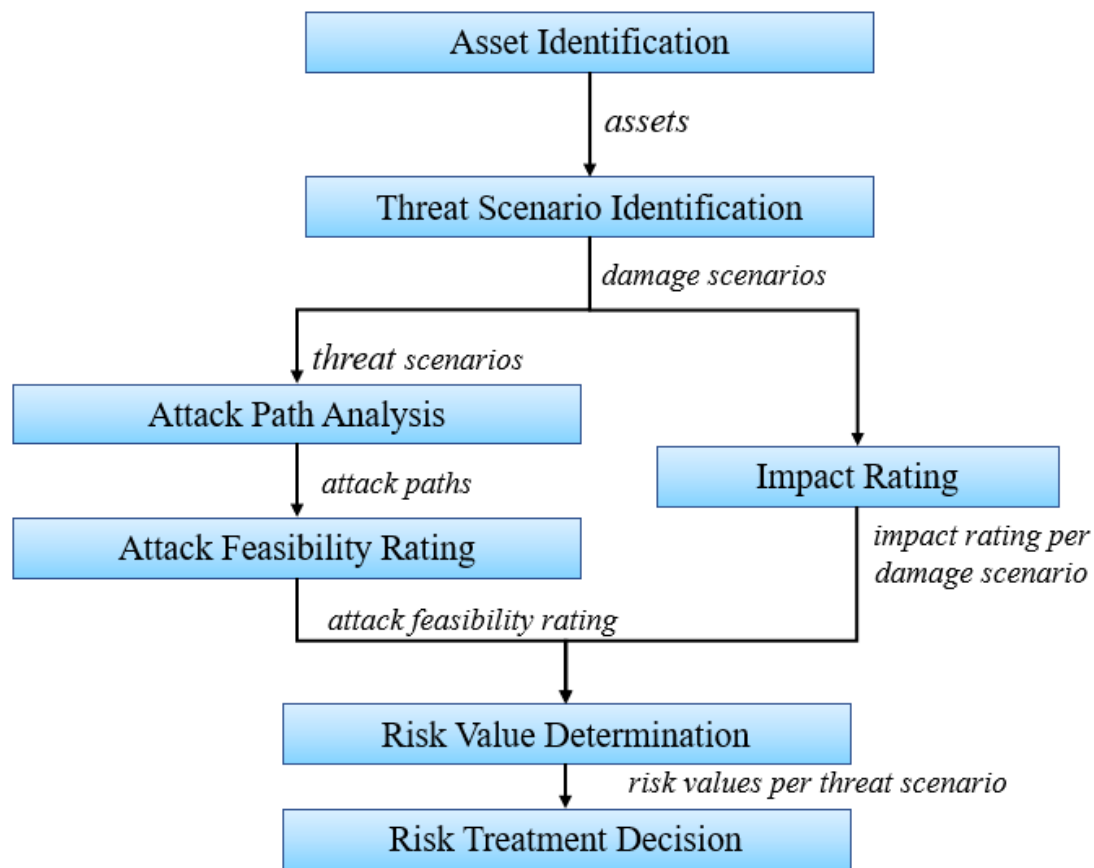 Asset Identification
assets
Threat Scenario Identification
damage scenarios
threat scenarios
Attack Path Analysis
attack paths
Impact Rating
Attack Feasibility Rating
impact rating per
damage scenario
attack feasibility rating
Risk Value Determination
risk values per threat scenario
Risk Treatment Decision